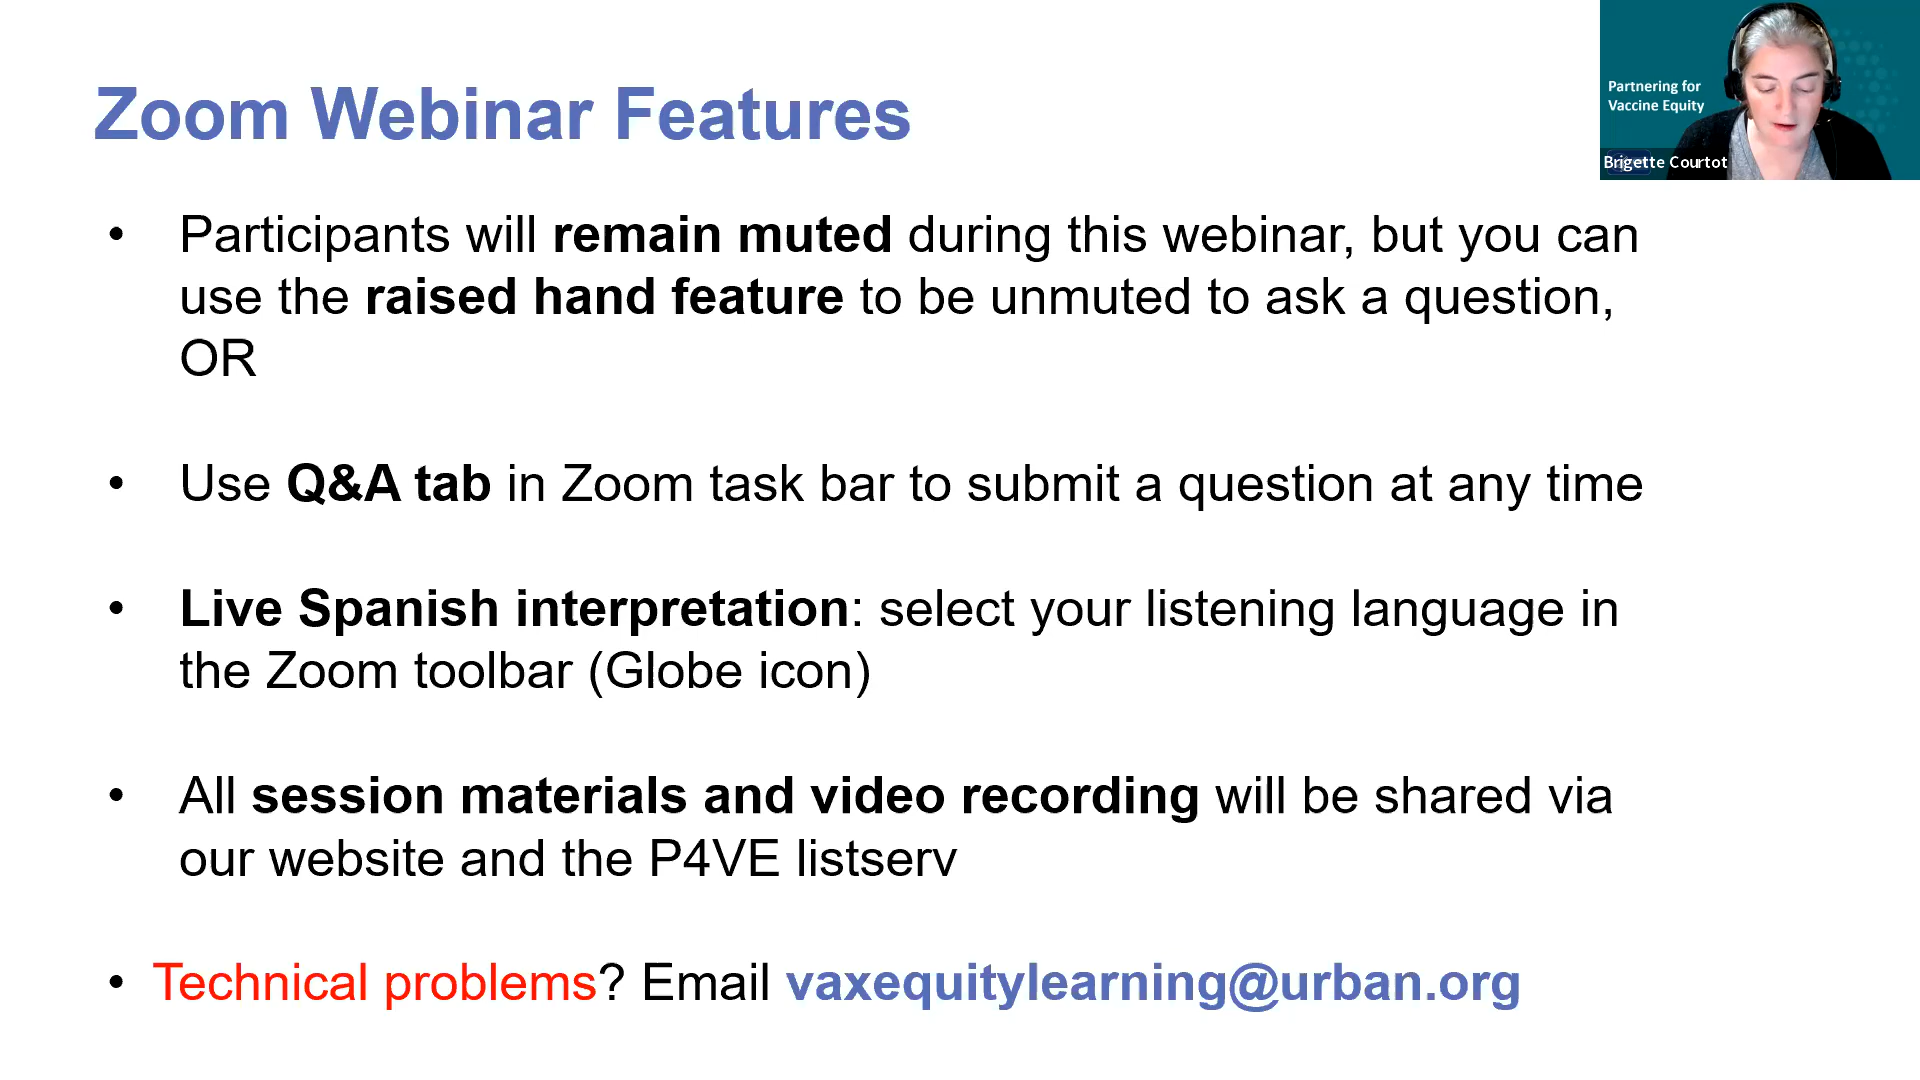 Zoom Webinar Features
Partnering for
Vaccine Equity
Brigette Courtot
• Participants will remain muted during this webinar, but you can
use the raised hand feature to be unmuted to ask a question,
OR
• Use Q&A tab in Zoom task bar to submit a question at any time
• Live Spanish interpretation: select your listening language in
the Zoom toolbar (Globe icon)
• All session materials and video recording will be shared via
our website and the P4VE listserv
• Technical problems? Email vaxequitylearning@urban.org